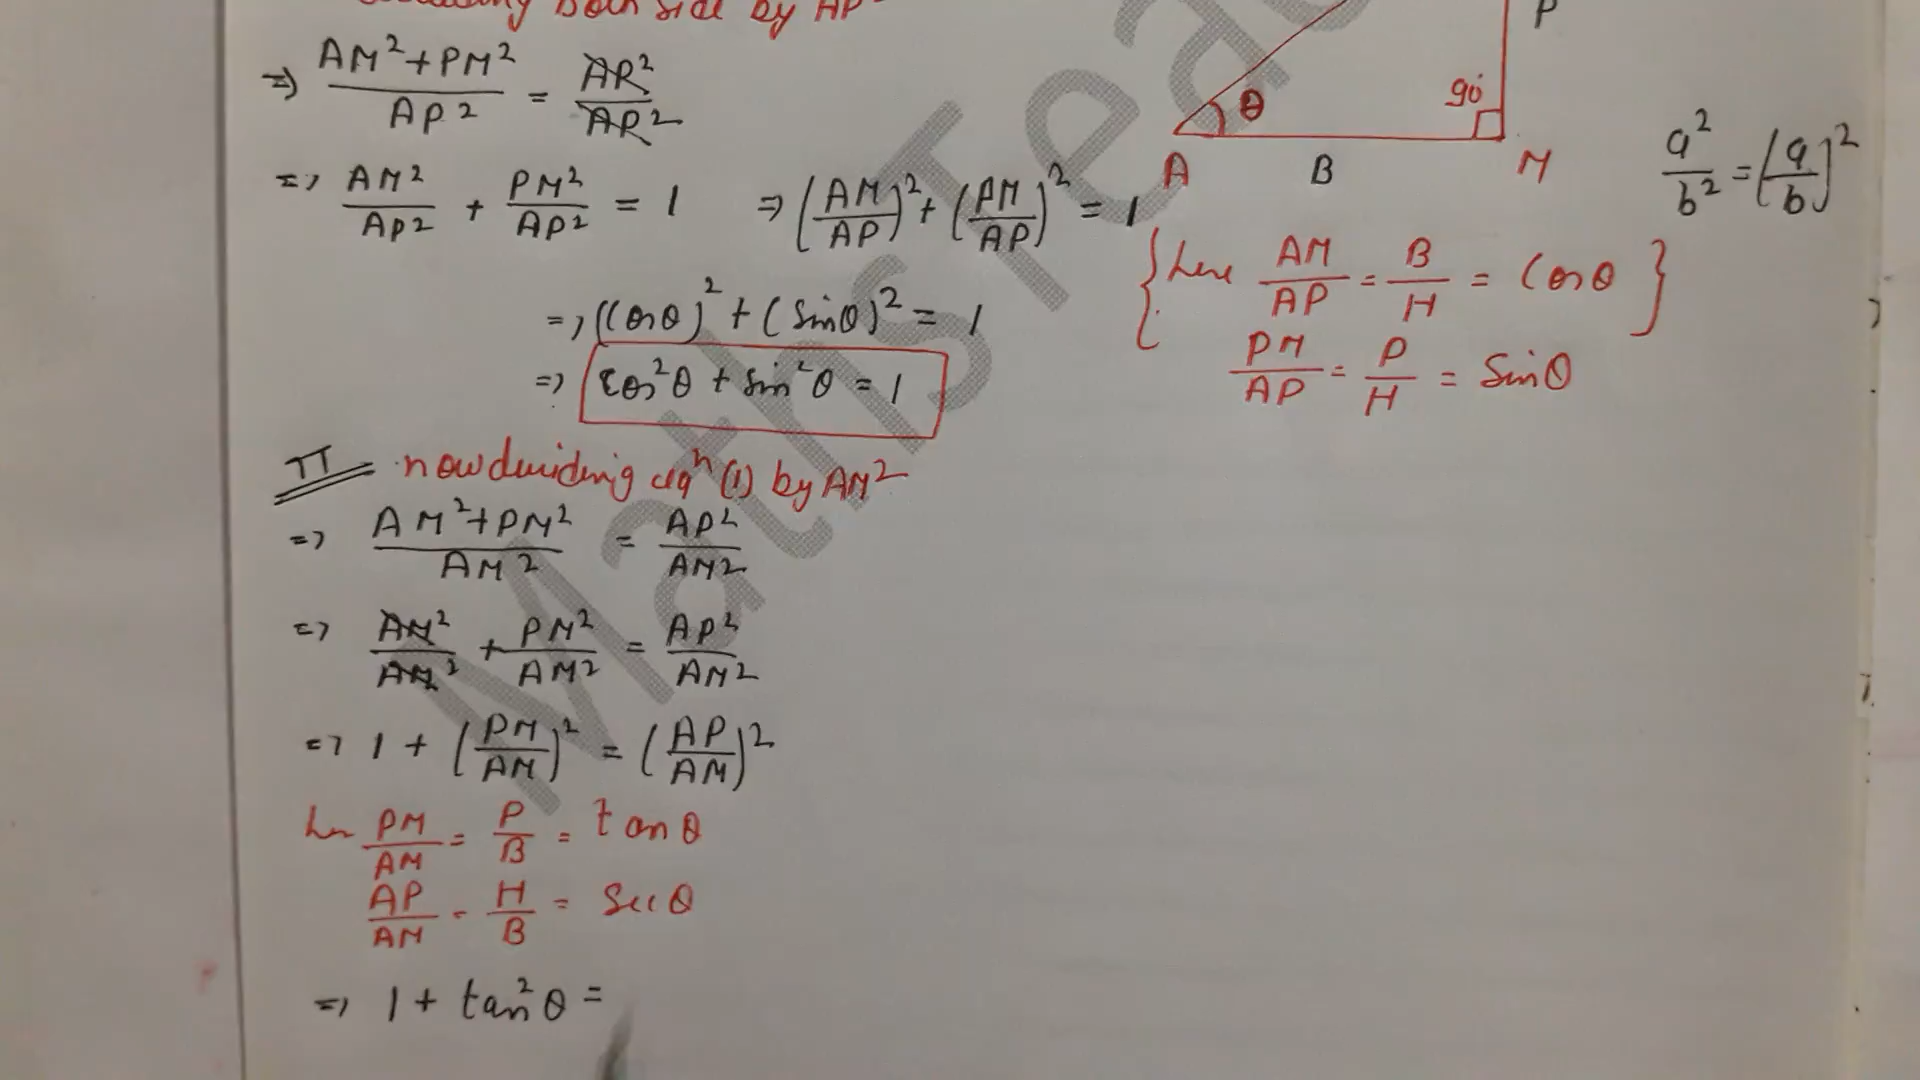 both side by AP
=> AM²+PM² / AP² = AP² / AP²
=> AM²/AP² + PM²/AP² = 1 => (AM/AP)² + (PM/AP)² = 1
=> (Cosθ)² + (Sinθ)² = 1
=> Cos²θ + Sin²θ = 1
P
θ
90°
A B M
a²/b² = (a/b)²
{here AM/AP = B/H = Cosθ}
PM/AP = P/H = Sinθ
II now dividing eqⁿ (1) by AM²
=> AM²+PM² / AM² = AP² / AM²
=> AM²/AM² + PM²/AM² = AP²/AM²
=> 1 + (PM/AM)² = (AP/AM)²
PM/AM = P/B = tanθ
AP/AM = H/B = Secθ
=> 1 + tan²θ =
Maths Tea